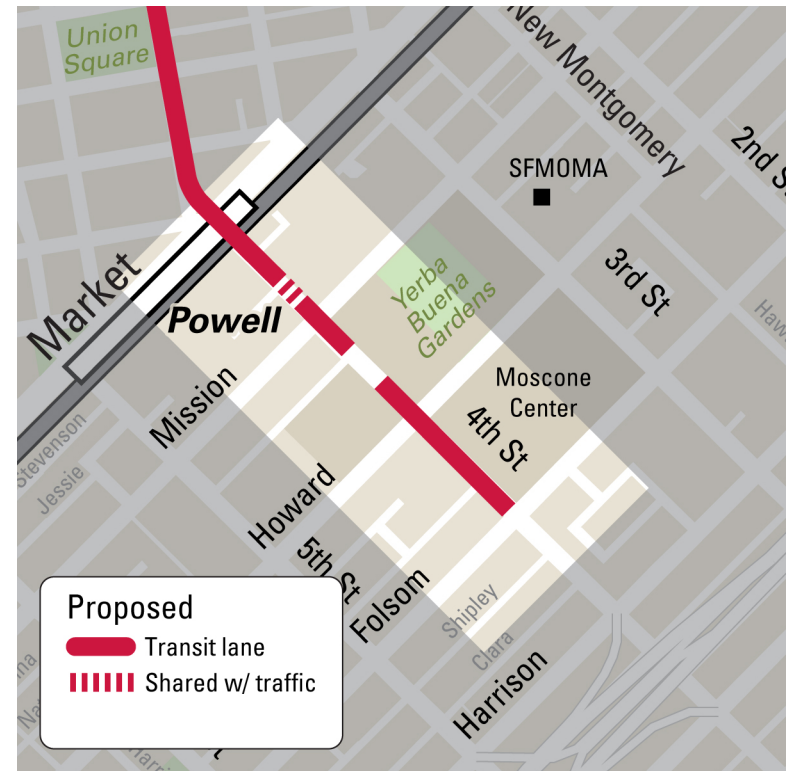 Union
Square
New Montgomery
2nd S
SFMOMA
3rd St
Yerba
Buena
Gardens
Market
Powell
Moscone
Center
Mission
4th St
Stevenson
Jessie
Howard
5th St
Folsom
Shipley
Clara
Harrison
Proposed
Transit lane
Shared w/ traffic